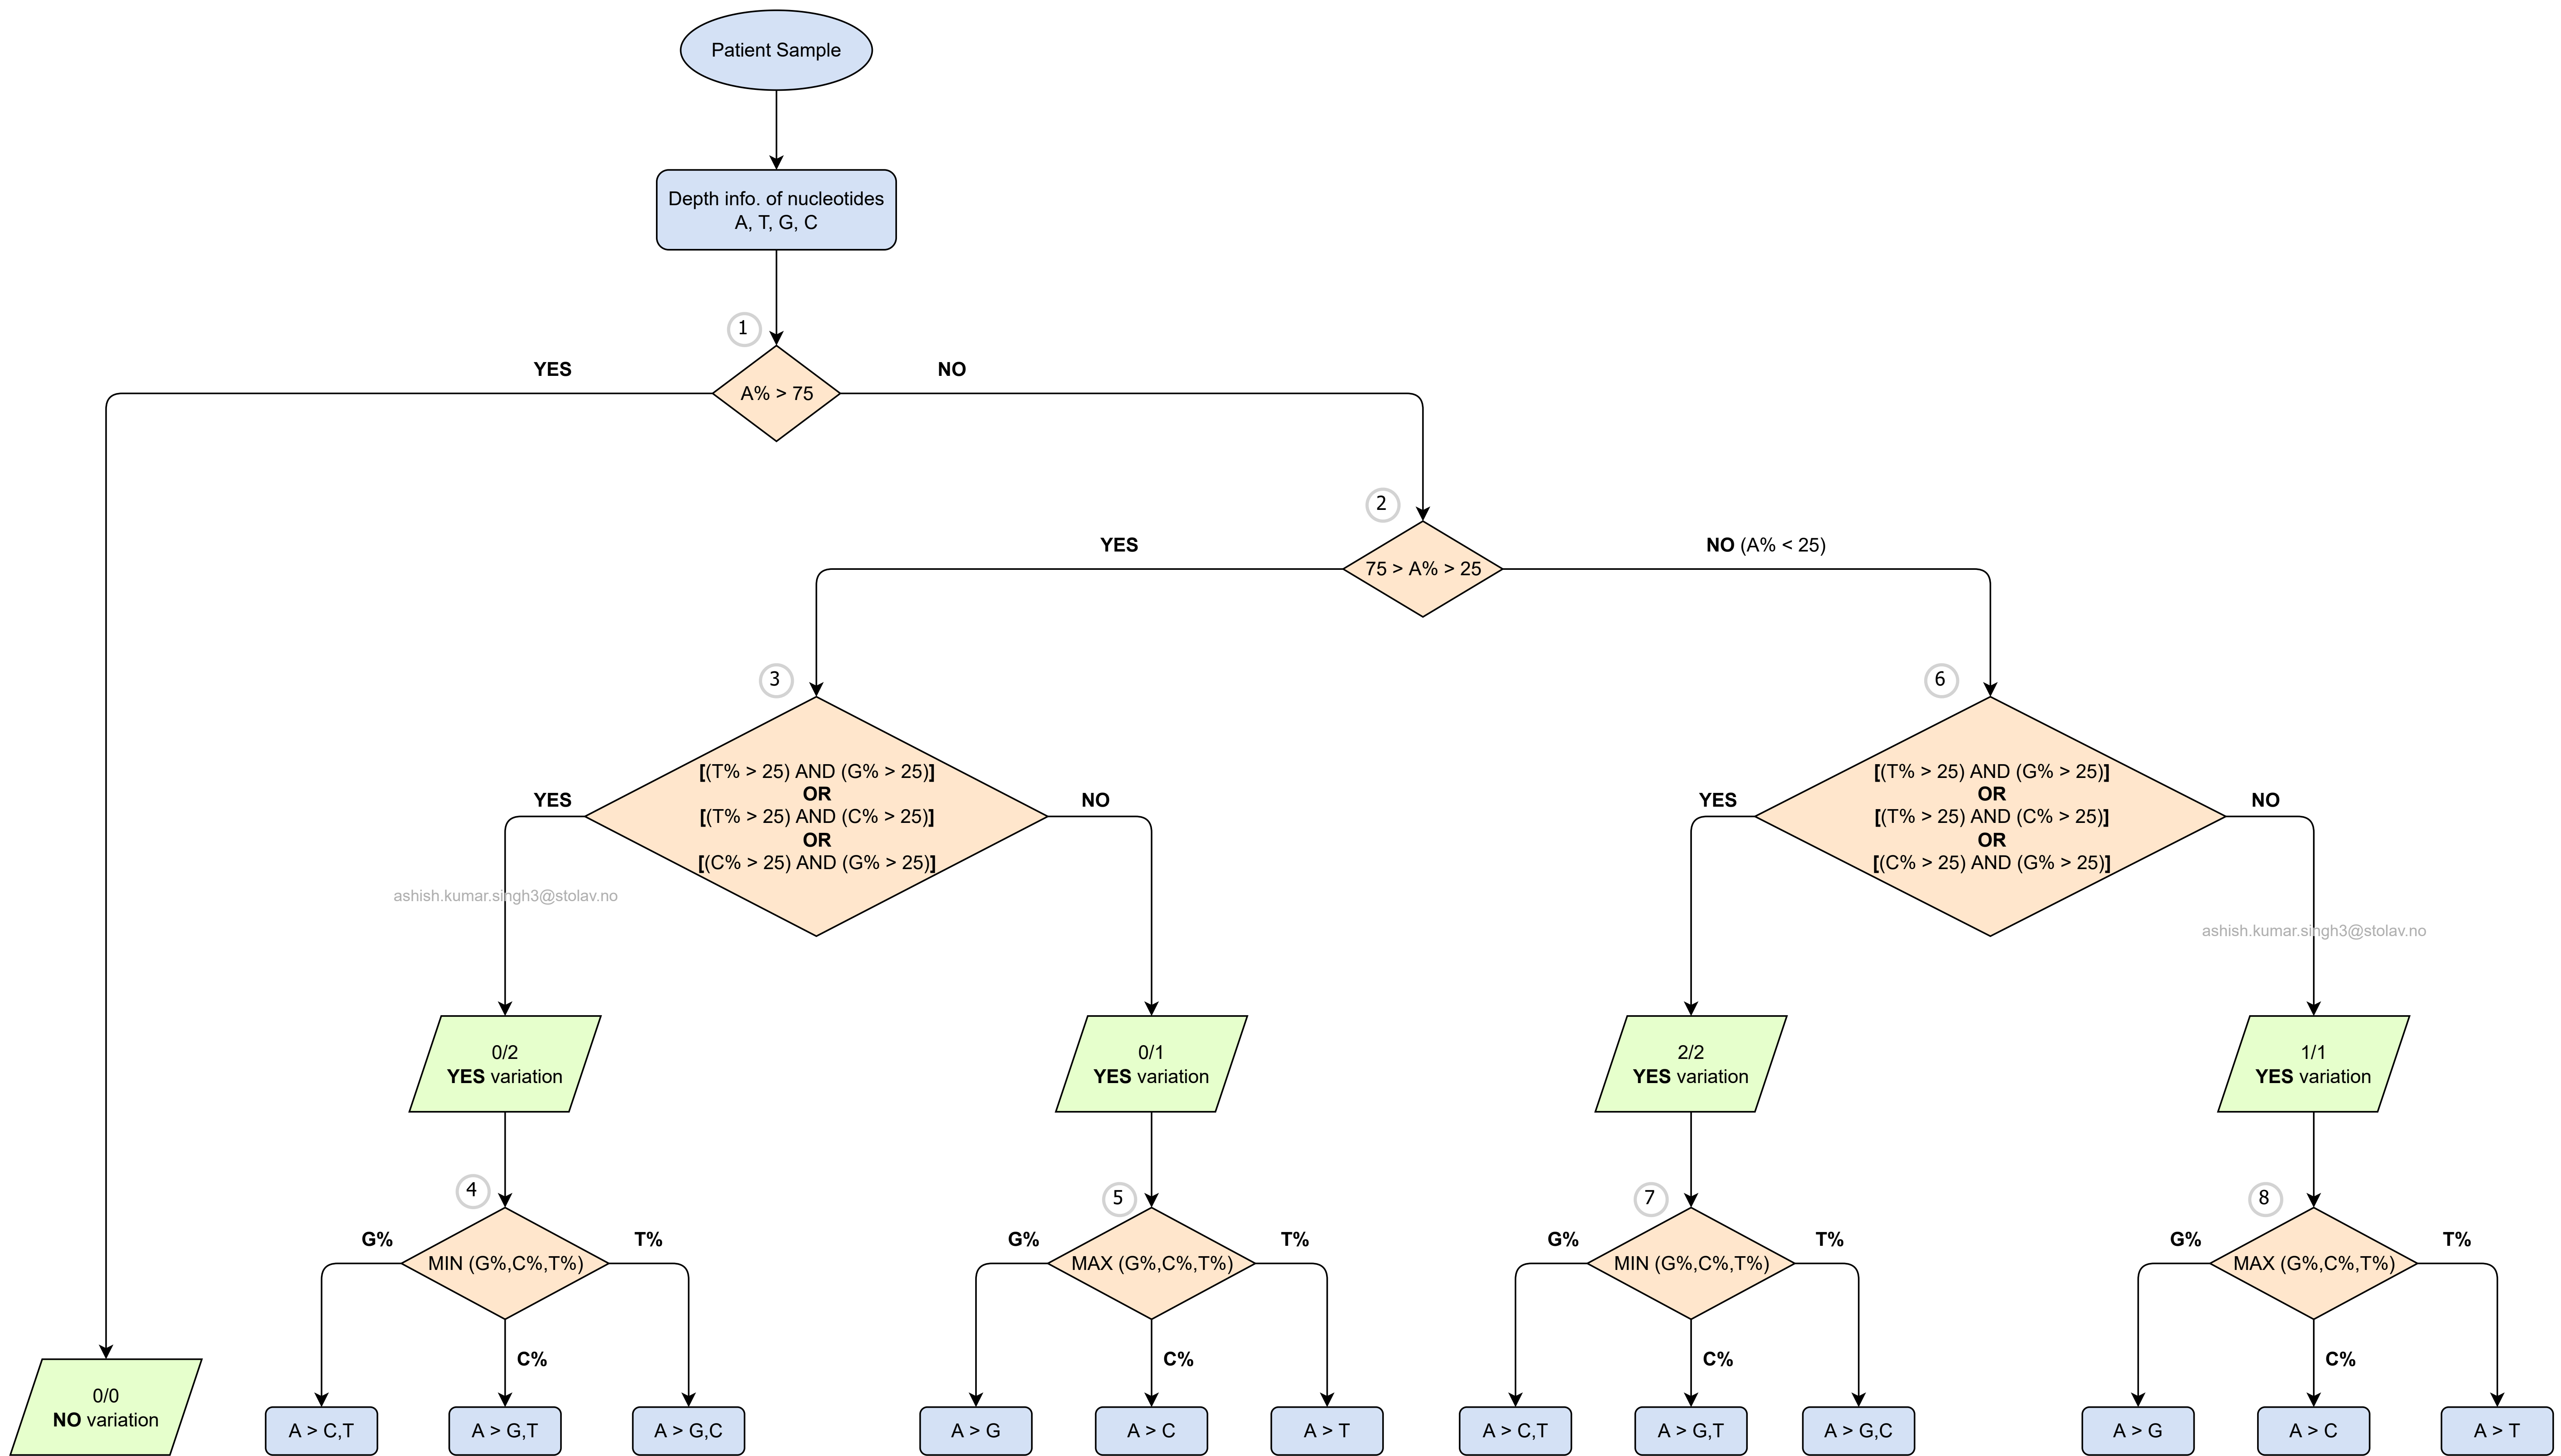 Patient Sample
Depth info. of nucleotides
A, T, G, C
1
YES
NO
A% > 75
2
YES
NO (A% < 25)
75 > A% > 25
3
6
[(T% > 25) AND (G% > 25)]
OR
[(T% > 25) AND (C% > 25)]
OR
[(C% > 25) AND (G% > 25)]
YES
NO
[(T% > 25) AND (G% > 25)]
OR
[(T% > 25) AND (C% > 25)]
OR
[(C% > 25) AND (G% > 25)]
YES
NO
ashish.kumar.singh3@stolav.no
ashish.kumar.singh3@stolav.no
0/2
YES variation
0/1
YES variation
2/2
YES variation
1/1
YES variation
4
G%
T%
MIN (G%,C%,T%)
C%
5
G%
T%
MAX (G%,C%,T%)
C%
7
G%
T%
MIN (G%,C%,T%)
C%
8
G%
T%
MAX (G%,C%,T%)
C%
0/0
NO variation
A > C,T
A > G,T
A > G,C
A > G
A > C
A > T
A > C,T
A > G,T
A > G,C
A > G
A > C
A > T